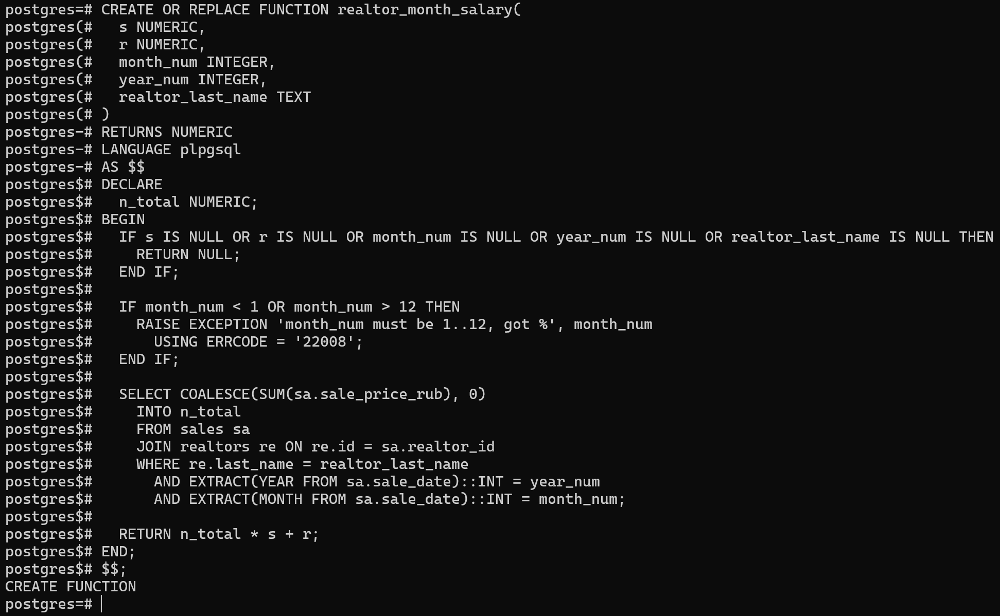 postgres=# CREATE OR REPLACE FUNCTION realtor_month_salary(
postgres(#   s NUMERIC,
postgres(#   r NUMERIC,
postgres(#   month_num INTEGER,
postgres(#   year_num INTEGER,
postgres(#   realtor_last_name TEXT
postgres(# )
postgres-# RETURNS NUMERIC
postgres-# LANGUAGE plpgsql
postgres-# AS $$
postgres$# DECLARE
postgres$#   n_total NUMERIC;
postgres$# BEGIN
postgres$#   IF s IS NULL OR r IS NULL OR month_num IS NULL OR year_num IS NULL OR realtor_last_name IS NULL THEN
postgres$#     RETURN NULL;
postgres$#   END IF;
postgres$#
postgres$#   IF month_num < 1 OR month_num > 12 THEN
postgres$#     RAISE EXCEPTION 'month_num must be 1..12, got %', month_num
postgres$#       USING ERRCODE = '22008';
postgres$#   END IF;
postgres$#
postgres$#   SELECT COALESCE(SUM(sa.sale_price_rub), 0)
postgres$#     INTO n_total
postgres$#     FROM sales sa
postgres$#     JOIN realtors re ON re.id = sa.realtor_id
postgres$#     WHERE re.last_name = realtor_last_name
postgres$#       AND EXTRACT(YEAR FROM sa.sale_date)::INT = year_num
postgres$#       AND EXTRACT(MONTH FROM sa.sale_date)::INT = month_num;
postgres$#
postgres$#   RETURN n_total * s + r;
postgres$# END;
postgres$# $$;
CREATE FUNCTION
postgres=#